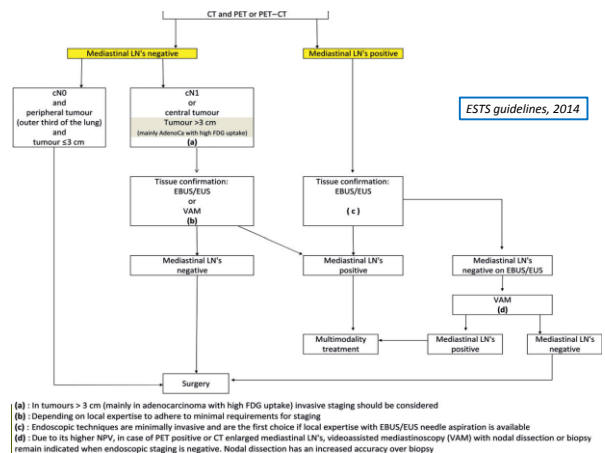 CT and PET or PET–CT
Mediastinal LN's negative
Mediastinal LN's positive
ESTS guidelines, 2014
cN0
and
peripheral tumour
(outer third of the lung)
and
tumour ≤3 cm
cN1
or
central tumour
Tumour >3 cm
(mainly AdenoCa with high FDG uptake)
(a)
Tissue confirmation:
EBUS/EUS
or
VAM
(b)
Tissue confirmation:
EBUS/EUS
(c)
Mediastinal LN's
negative
Mediastinal LN's
positive
Mediastinal LN's
negative on EBUS/EUS
VAM
(d)
Multimodality
treatment
Mediastinal LN's
positive
Mediastinal LN's
negative
Surgery
(a) : In tumours > 3 cm (mainly in adenocarcinoma with high FDG uptake) invasive staging should be considered
(b) : Depending on local expertise to adhere to minimal requirements for staging
(c) : Endoscopic techniques are minimally invasive and are the first choice if local expertise with EBUS/EUS needle aspiration is available
(d) : Due to its higher NPV, in case of PET positive or CT enlarged mediastinal LN's, videoassisted mediastinoscopy (VAM) with nodal dissection or biopsy
remain indicated when endoscopic staging is negative. Nodal dissection has an increased accuracy over biopsy